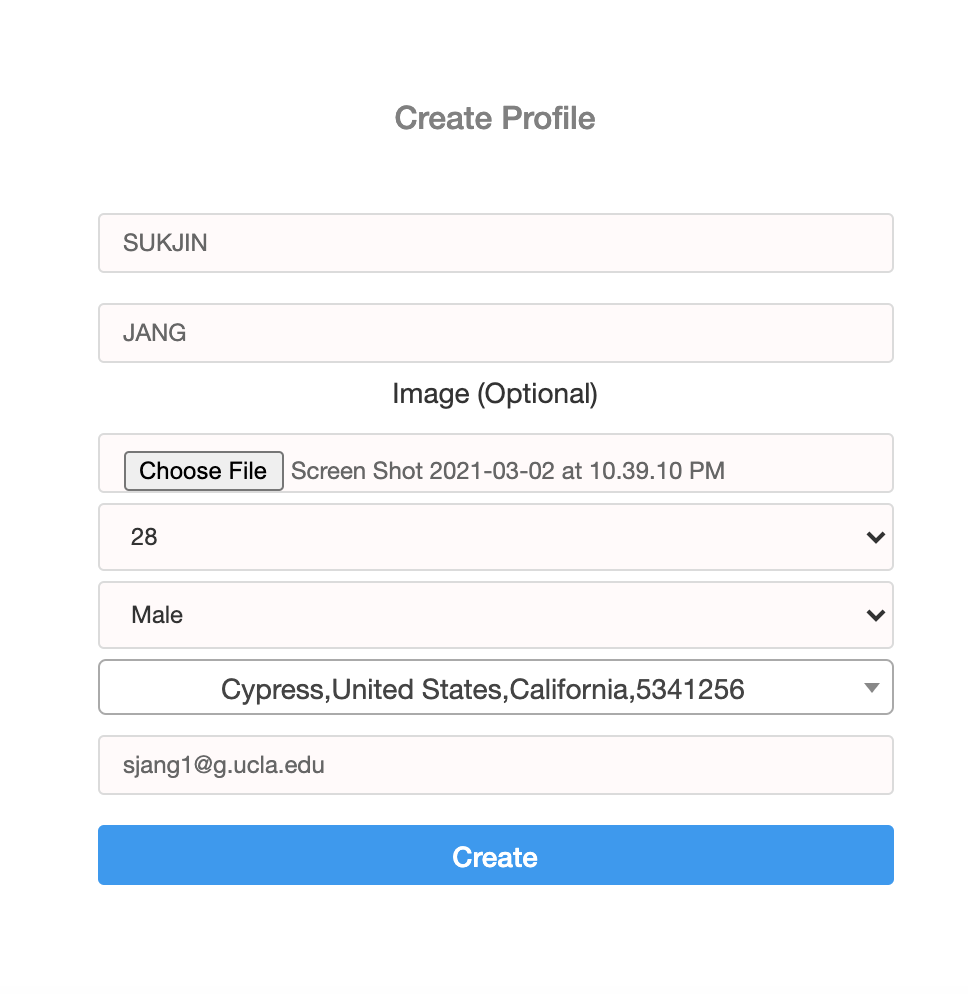 Create Profile
SUKJIN
JANG
Image (Optional)
Choose File Screen Shot 2021-03-02 at 10.39.10 PM
28
Male
Cypress,United States,California,5341256
sjang1@g.ucla.edu
Create